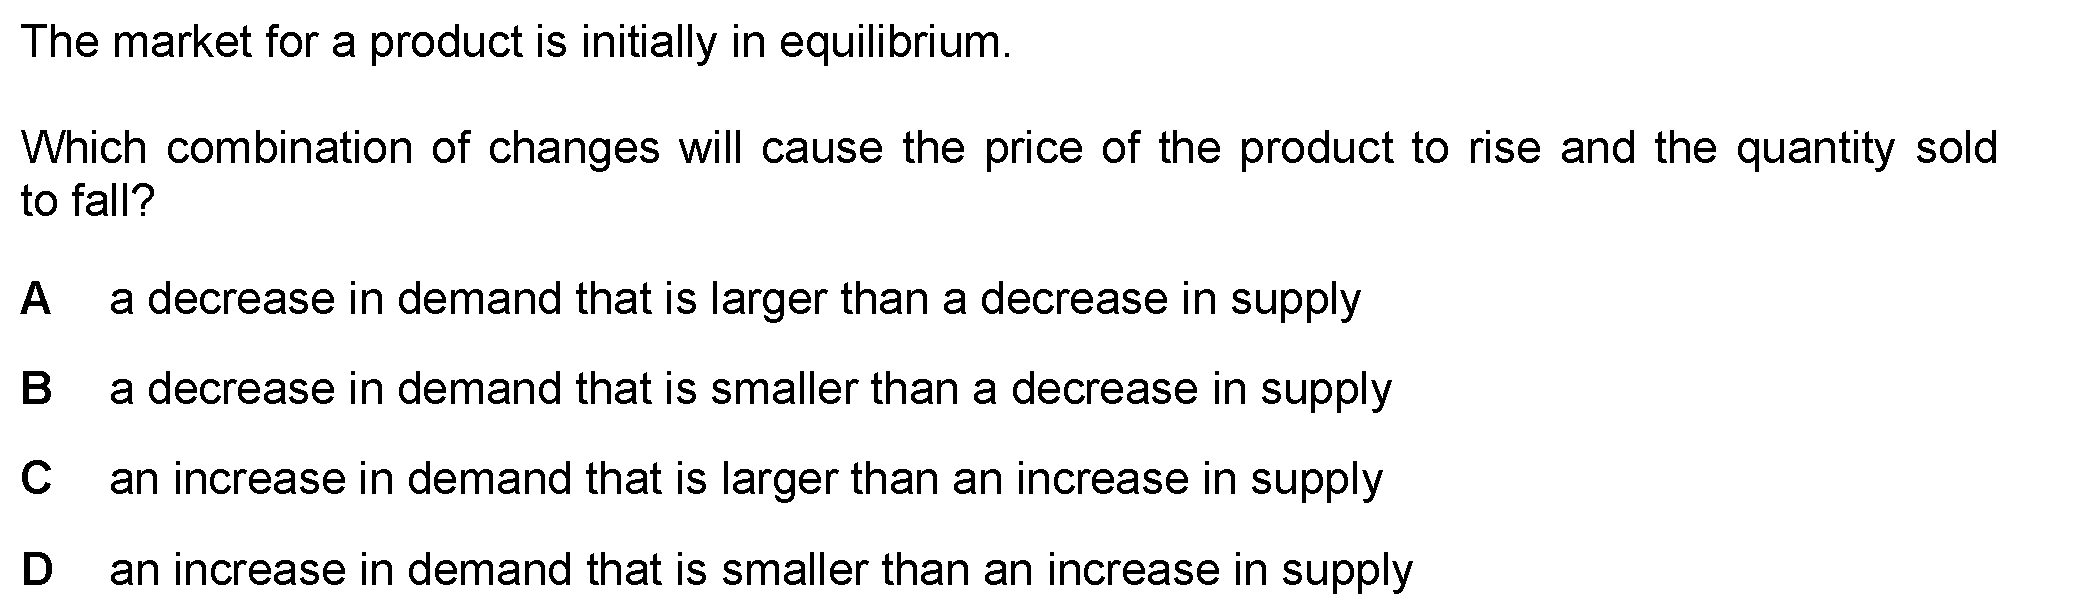 The market for a product is initially in equilibrium.
Which combination of changes will cause the price of the product to rise and the quantity sold
to fall?
A a decrease in demand that is larger than a decrease in supply
B a decrease in demand that is smaller than a decrease in supply
C an increase in demand that is larger than an increase in supply
D an increase in demand that is smaller than an increase in supply